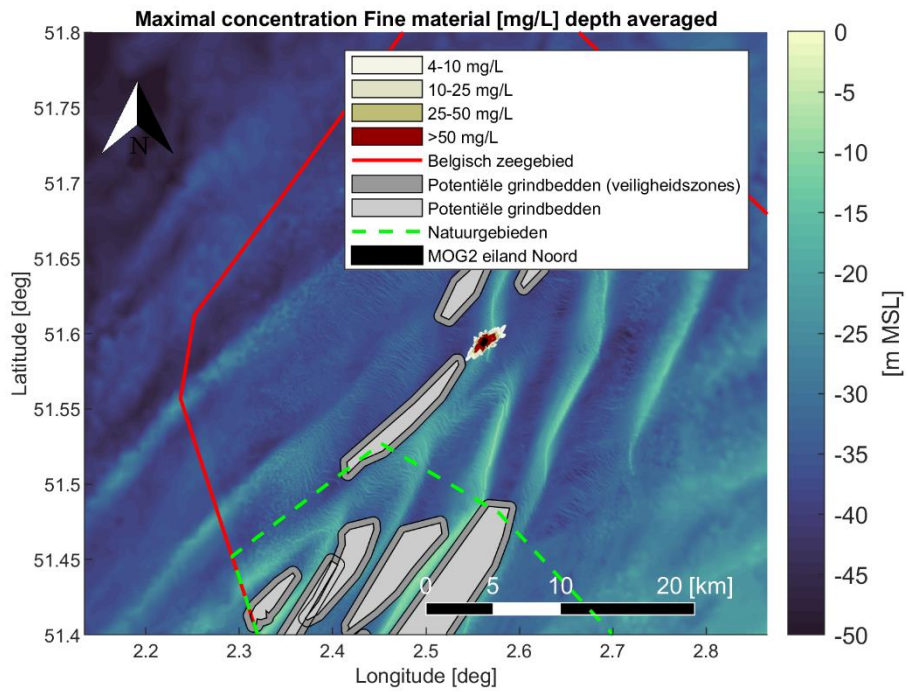 Maximal concentration Fine material [mg/L] depth averaged
51.8
51.75
51.7
51.65
51.6
51.55
51.5
51.45
51.4
Latitude [deg]
N
4-10 mg/L
10-25 mg/L
25-50 mg/L
>50 mg/L
Belgisch zeegebied
Potentiële grindbedden (veiligheidszones)
Potentiële grindbedden
Natuurgebieden
MOG2 eiland Noord
0 5 10 20 [km]
2.2 2.3 2.4 2.5 2.6 2.7 2.8
Longitude [deg]
0
-5
-10
-15
-20
-25
-30
-35
-40
-45
-50
[m MSL]